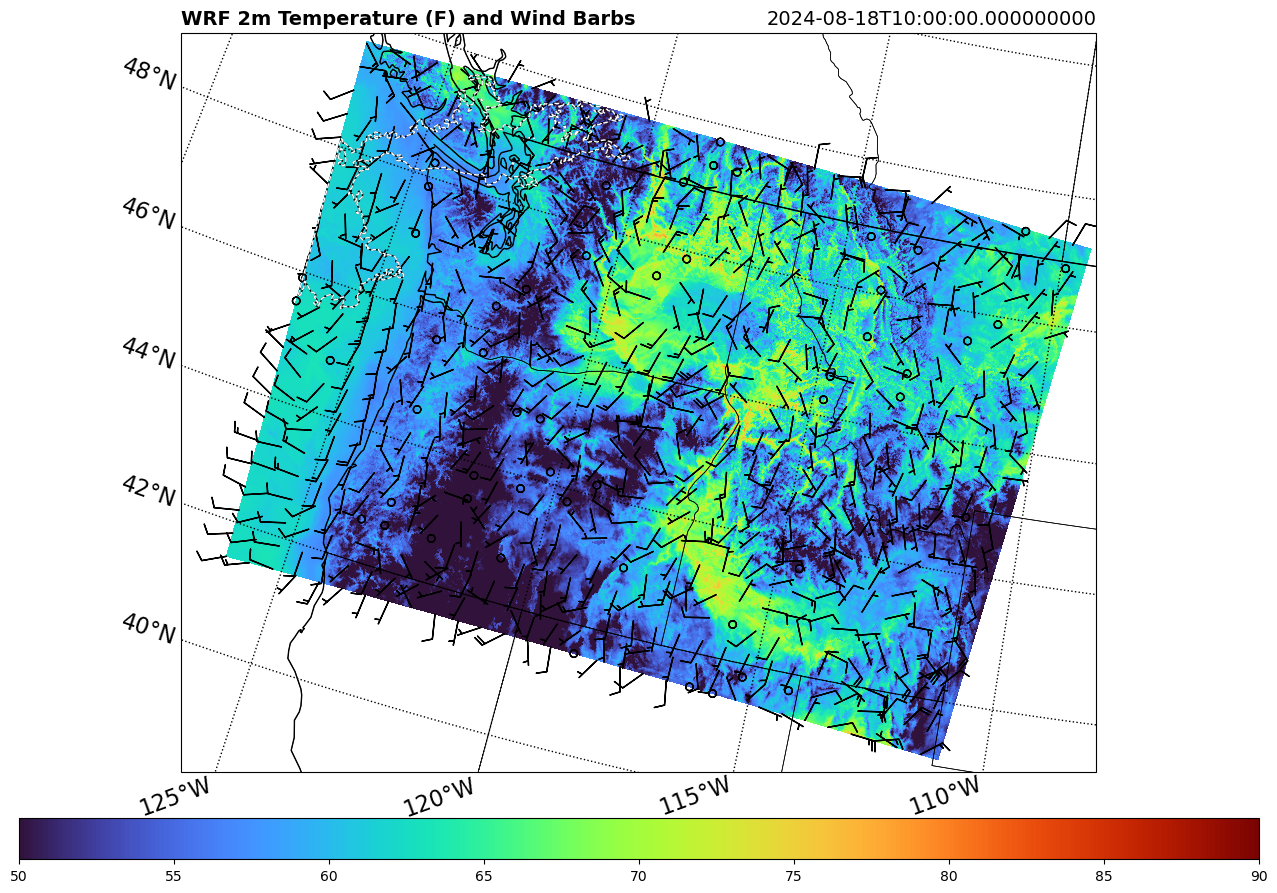 WRF 2m Temperature (F) and Wind Barbs
2024-08-18T10:00:00.000000000
48°N
46°N
44°N
42°N
40°N
125°W
120°W
115°W
110°W
50
55
60
65
70
75
80
85
90